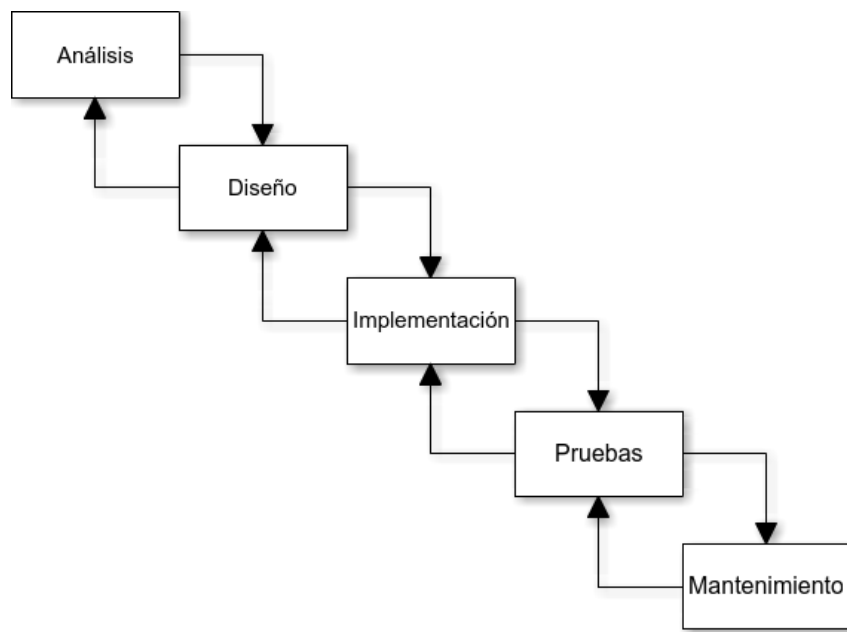 Análisis
Diseño
Implementación
Pruebas
Mantenimiento